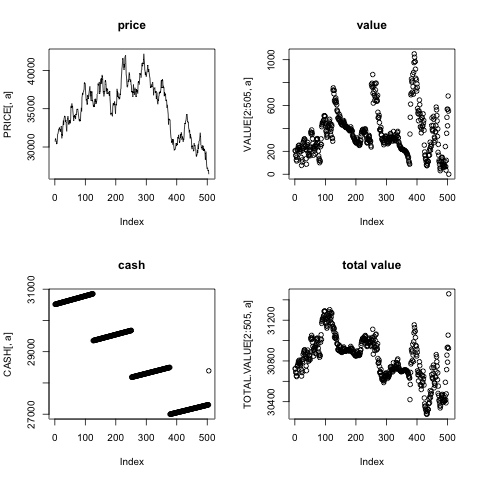 price
PRICE[, a]
30000 35000 40000
0 100 200 300 400 500
Index
value
VALUE[2:505, a]
0 200 600 1000
0 100 200 300 400 500
Index
cash
CASH[, a]
27000 29000 31000
0 100 200 300 400 500
Index
total value
TOTAL.VALUE[2:505, a]
30400 30800 31200
0 100 200 300 400 500
Index